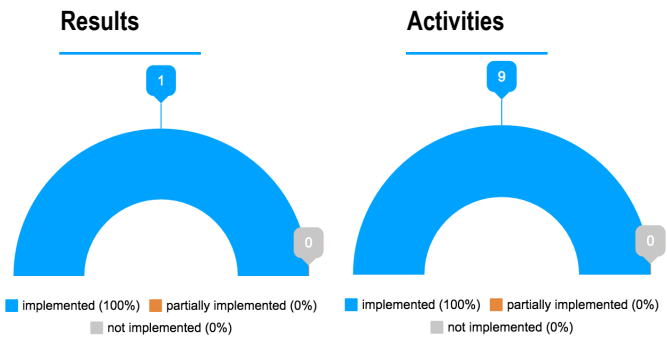 Results
1
0
implemented (100%) partially implemented (0%)
not implemented (0%)
Activities
9
0
implemented (100%) partially implemented (0%)
not implemented (0%)